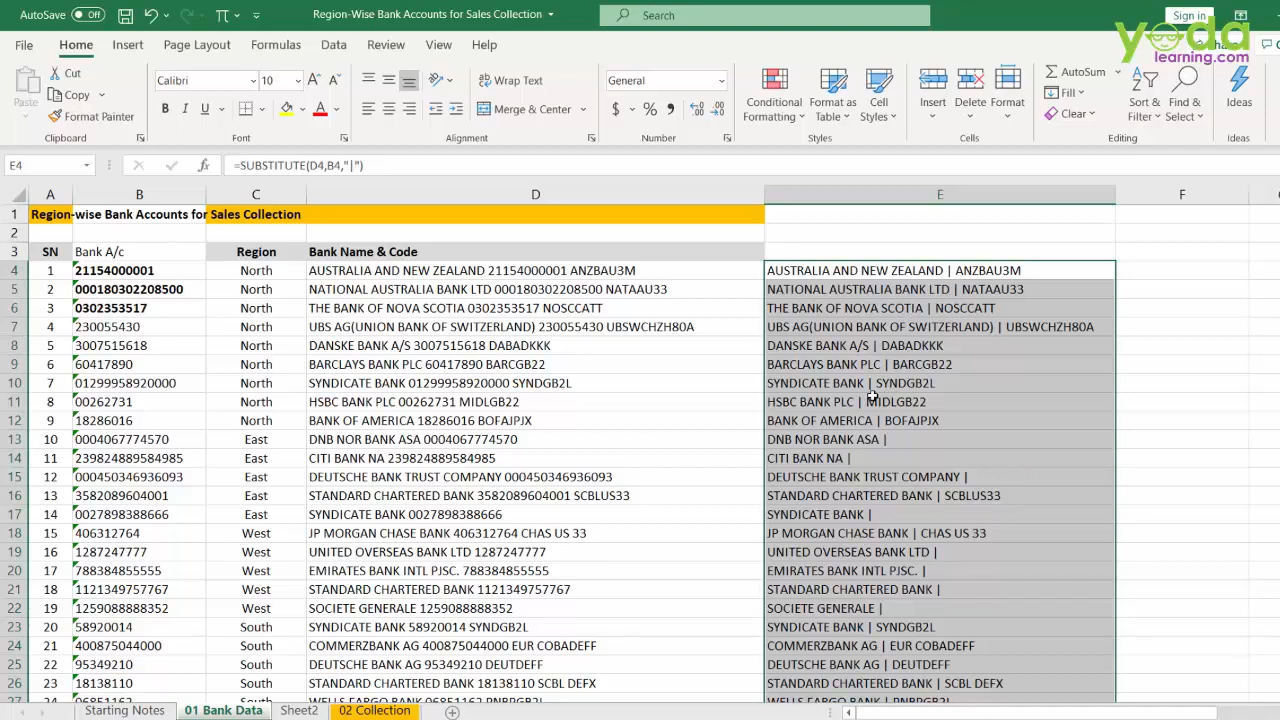 AutoSave Off
Region-Wise Bank Accounts for Sales Collection
Search
Sign in
yoda
learning.com
File Home Insert Page Layout Formulas Data Review View Help
Paste
Cut
Copy
Format Painter
Clipboard
Calibri 10
B I U
Font
Wrap Text
Merge & Center
Alignment
General
$ % ,
Number
Conditional Formatting
Format as Table
Cell Styles
Styles
Insert Delete Format
Cells
AutoSum
Fill
Clear
Sort & Filter
Find & Select
Editing
Ideas
Ideas
E4 fx =SUBSTITUTE(D4,B4,"|")
A B C D E F
1 Region-wise Bank Accounts for Sales Collection
2
3 SN Bank A/c Region Bank Name & Code
4 1 21154000001 North AUSTRALIA AND NEW ZEALAND 21154000001 ANZBAU3M AUSTRALIA AND NEW ZEALAND | ANZBAU3M
5 2 000180302208500 North NATIONAL AUSTRALIA BANK LTD 000180302208500 NATAAU33 NATIONAL AUSTRALIA BANK LTD | NATAAU33
6 3 0302353517 North THE BANK OF NOVA SCOTIA 0302353517 NOSCCATT THE BANK OF NOVA SCOTIA | NOSCCATT
7 4 230055430 North UBS AG(UNION BANK OF SWITZERLAND) 230055430 UBSWCHZH80A UBS AG(UNION BANK OF SWITZERLAND) | UBSWCHZH80A
8 5 3007515618 North DANSKE BANK A/S 3007515618 DABADKKK DANSKE BANK A/S | DABADKKK
9 6 60417890 North BARCLAYS BANK PLC 60417890 BARCGB22 BARCLAYS BANK PLC | BARCGB22
10 7 01299958920000 North SYNDICATE BANK 01299958920000 SYNDGB2L SYNDICATE BANK | SYNDGB2L
11 8 00262731 North HSBC BANK PLC 00262731 MIDLGB22 HSBC BANK PLC | MIDLGB22
12 9 18286016 North BANK OF AMERICA 18286016 BOFAJPJX BANK OF AMERICA | BOFAJPJX
13 10 0004067774570 East DNB NOR BANK ASA 0004067774570 DNB NOR BANK ASA |
14 11 239824889584985 East CITI BANK NA 239824889584985 CITI BANK NA |
15 12 000450346936093 East DEUTSCHE BANK TRUST COMPANY 000450346936093 DEUTSCHE BANK TRUST COMPANY |
16 13 3582089604001 East STANDARD CHARTERED BANK 3582089604001 SCBLUS33 STANDARD CHARTERED BANK | SCBLUS33
17 14 0027898388666 East SYNDICATE BANK 0027898388666 SYNDICATE BANK |
18 15 406312764 West JP MORGAN CHASE BANK 406312764 CHAS US 33 JP MORGAN CHASE BANK | CHAS US 33
19 16 1287247777 West UNITED OVERSEAS BANK LTD 1287247777 UNITED OVERSEAS BANK LTD |
20 17 788384855555 West EMIRATES BANK INTL PJSC. 788384855555 EMIRATES BANK INTL PJSC. |
21 18 1121349757767 West STANDARD CHARTERED BANK 1121349757767 STANDARD CHARTERED BANK |
22 19 1259088888352 West SOCIETE GENERALE 1259088888352 SOCIETE GENERALE |
23 20 58920014 South SYNDICATE BANK 58920014 SYNDGB2L SYNDICATE BANK | SYNDGB2L
24 21 400875044000 South COMMERZBANK AG 400875044000 EUR COBADEFF COMMERZBANK AG | EUR COBADEFF
25 22 95349210 South DEUTSCHE BANK AG 95349210 DEUTDEFF DEUTSCHE BANK AG | DEUTDEFF
26 23 18138110 South STANDARD CHARTERED BANK 18138110 SCBL DEFX STANDARD CHARTERED BANK | SCBL DEFX
27 24 06851162 South WELLS FARGO BANK 06851162 PNBPGB2L WELLS FARGO BANK | PNBPGB2L
Starting Notes 01 Bank Data Sheet2 02 Collection